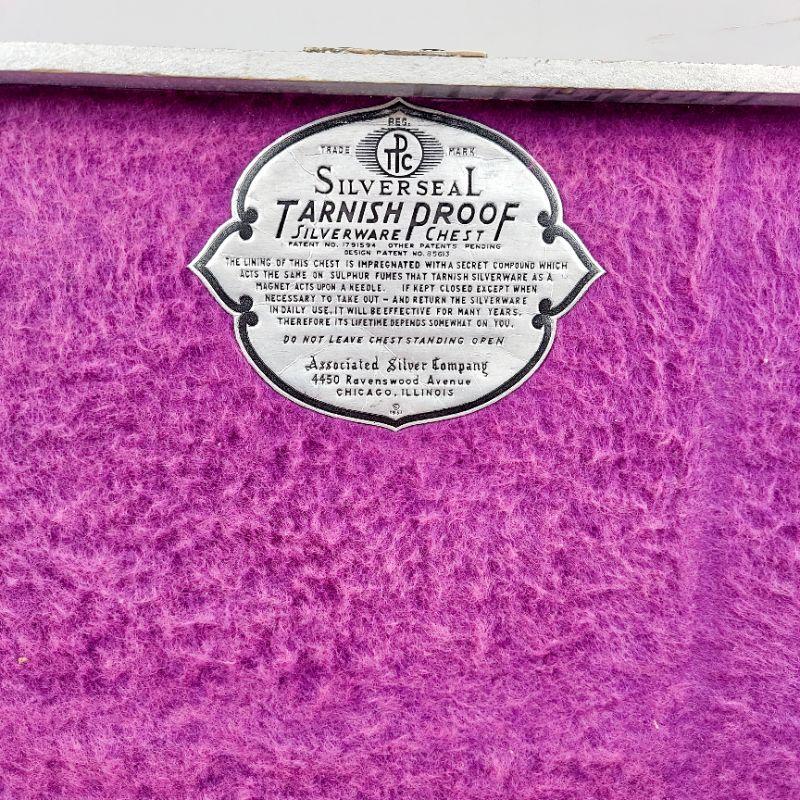 REG.
TRADE TPC MARK
SILVERSEAL
TARNISH PROOF
SILVERWARE CHEST
PATENT NO. 1791594 OTHER PATENTS PENDING
DESIGN PATENT NO. 85613
THE LINING OF THIS CHEST IS IMPREGNATED WITH A SECRET COMPOUND WHICH
ACTS THE SAME ON SULPHUR FUMES THAT TARNISH SILVERWARE AS A
MAGNET ACTS UPON A NEEDLE. IF KEPT CLOSED EXCEPT WHEN
NECESSARY TO TAKE OUT – AND RETURN THE SILVERWARE
IN DAILY USE, IT WILL BE EFFECTIVE FOR MANY YEARS.
THEREFORE ITS LIFETIME DEPENDS SOMEWHAT ON YOU.
DO NOT LEAVE CHEST STANDING OPEN
Associated Silver Company
4450 Ravenswood Avenue
CHICAGO, ILLINOIS
©